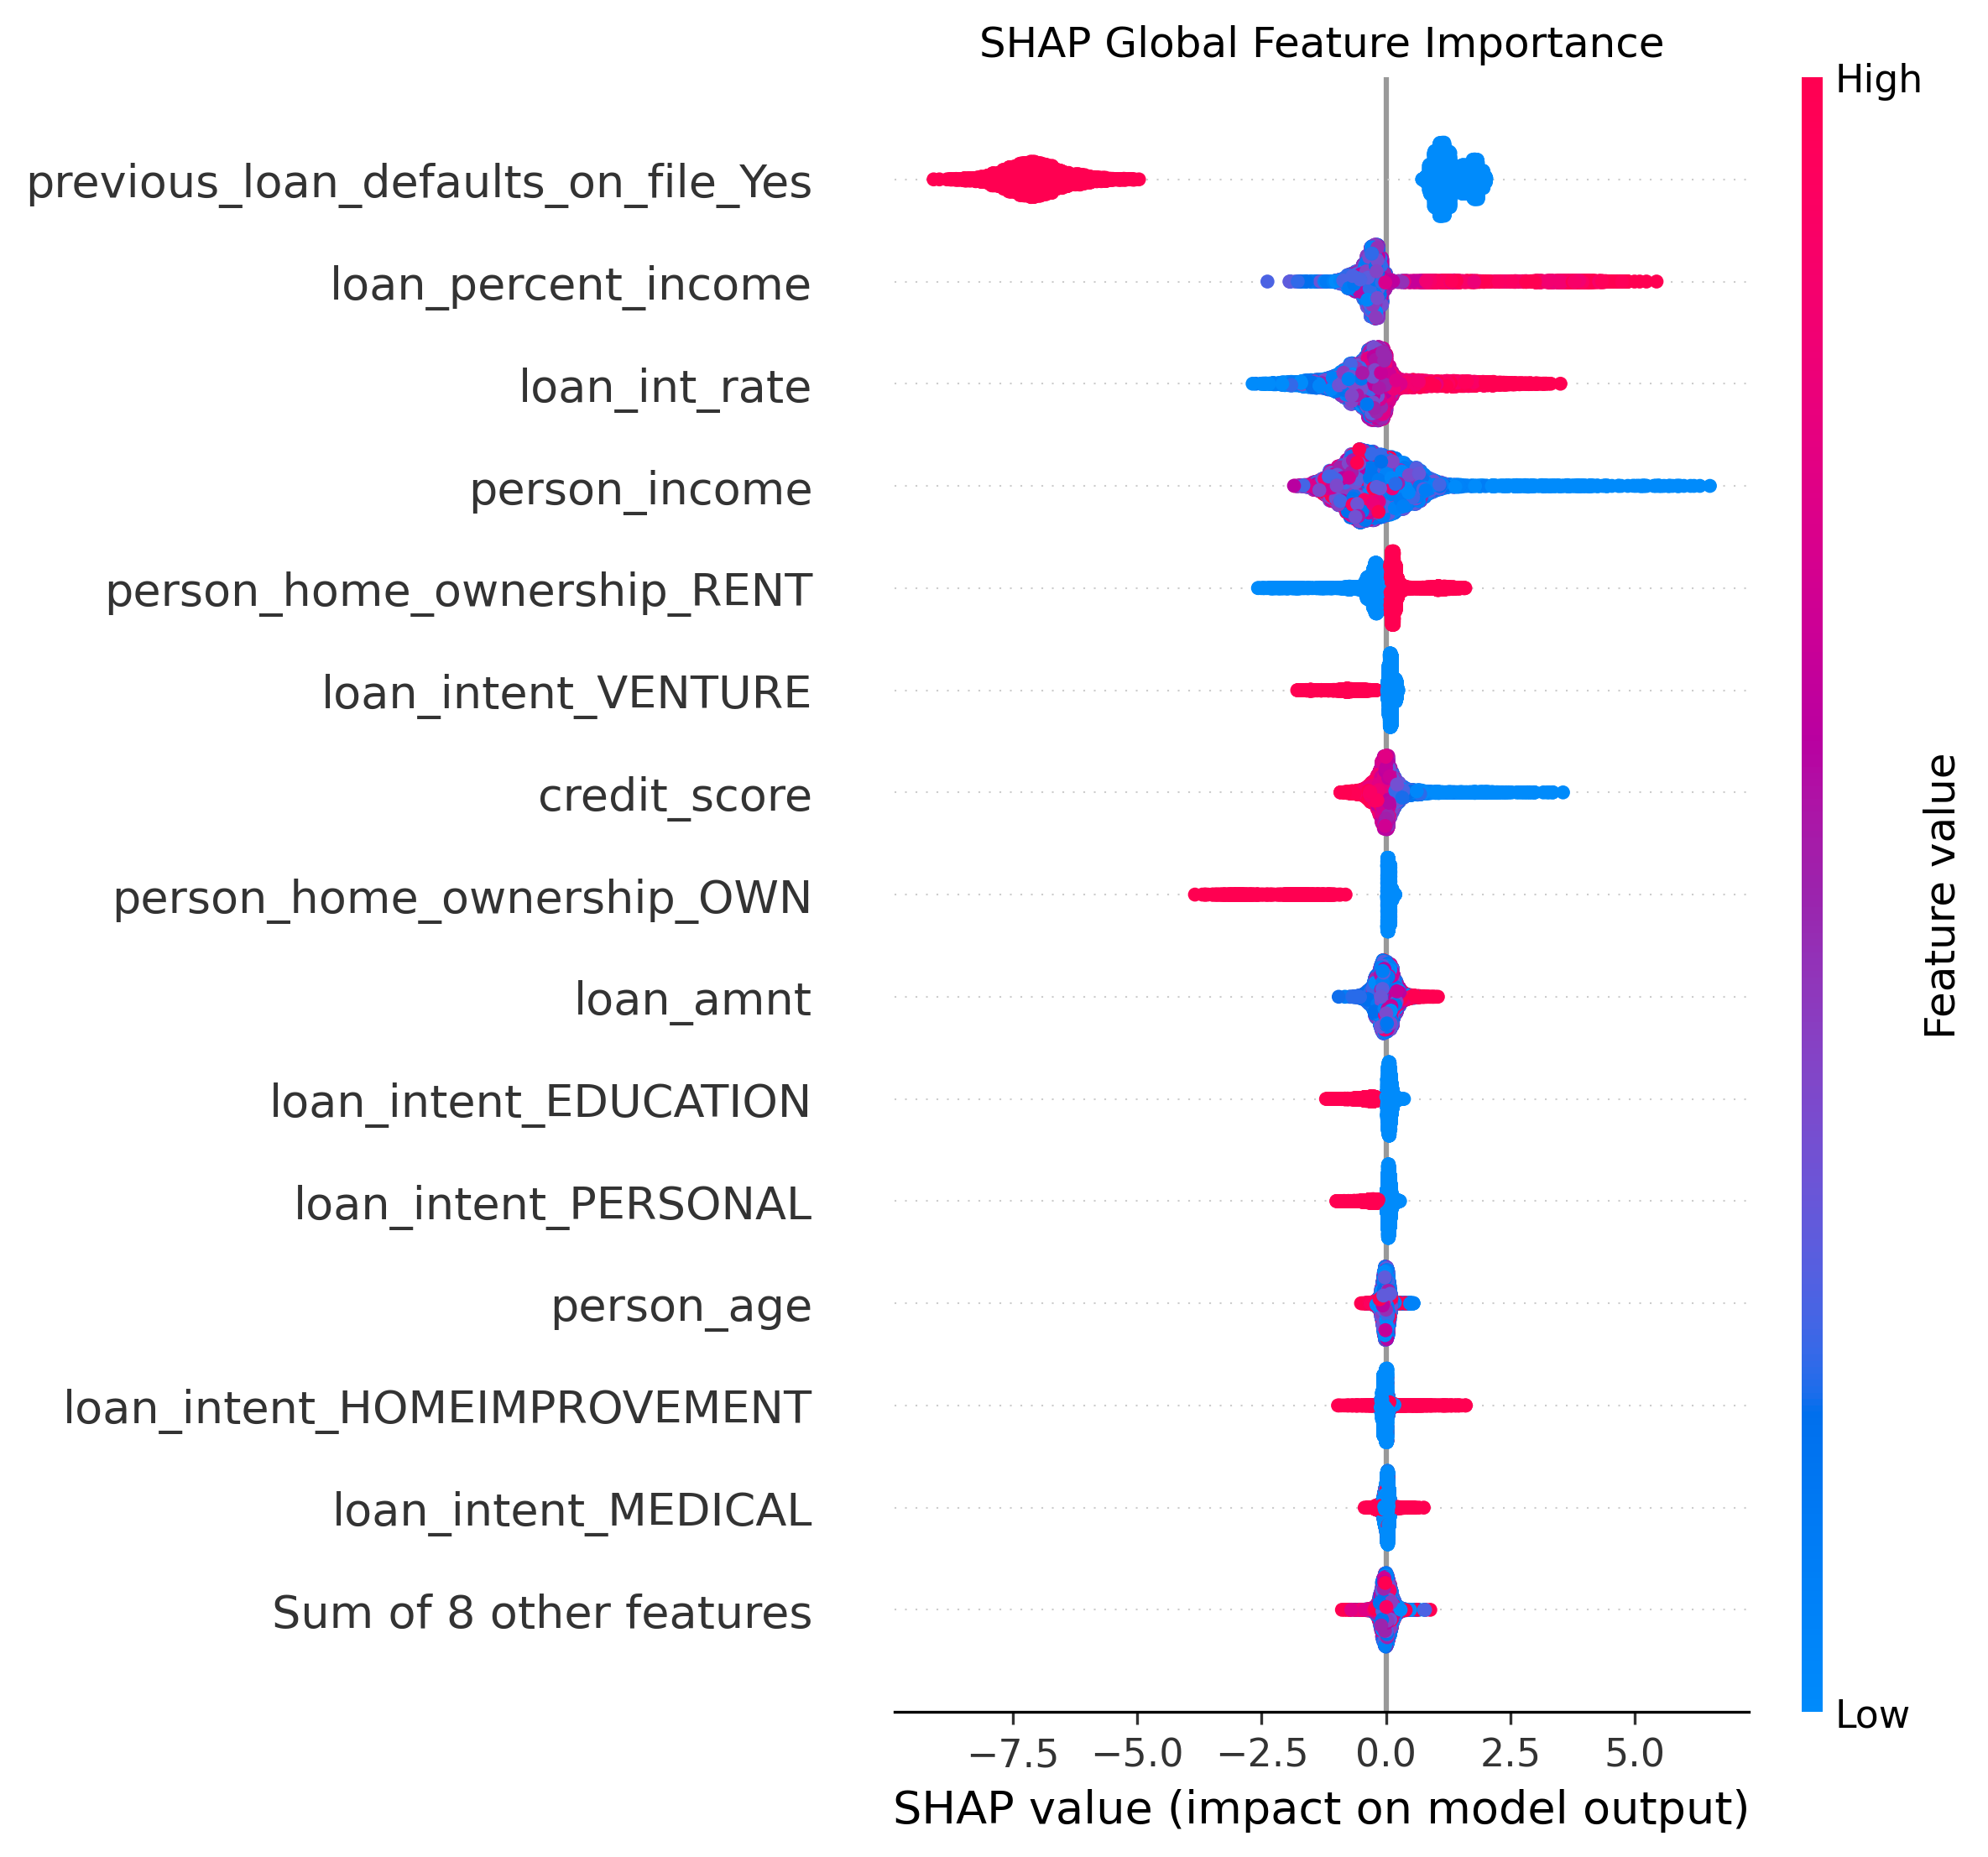 SHAP Global Feature Importance
High
previous_loan_defaults_on_file_Yes
loan_percent_income
loan_int_rate
person_income
person_home_ownership_RENT
loan_intent_VENTURE
credit_score
person_home_ownership_OWN
loan_amnt
loan_intent_EDUCATION
loan_intent_PERSONAL
person_age
loan_intent_HOMEIMPROVEMENT
loan_intent_MEDICAL
Sum of 8 other features
Feature value
Low
−7.5 −5.0 −2.5 0.0 2.5 5.0
SHAP value (impact on model output)